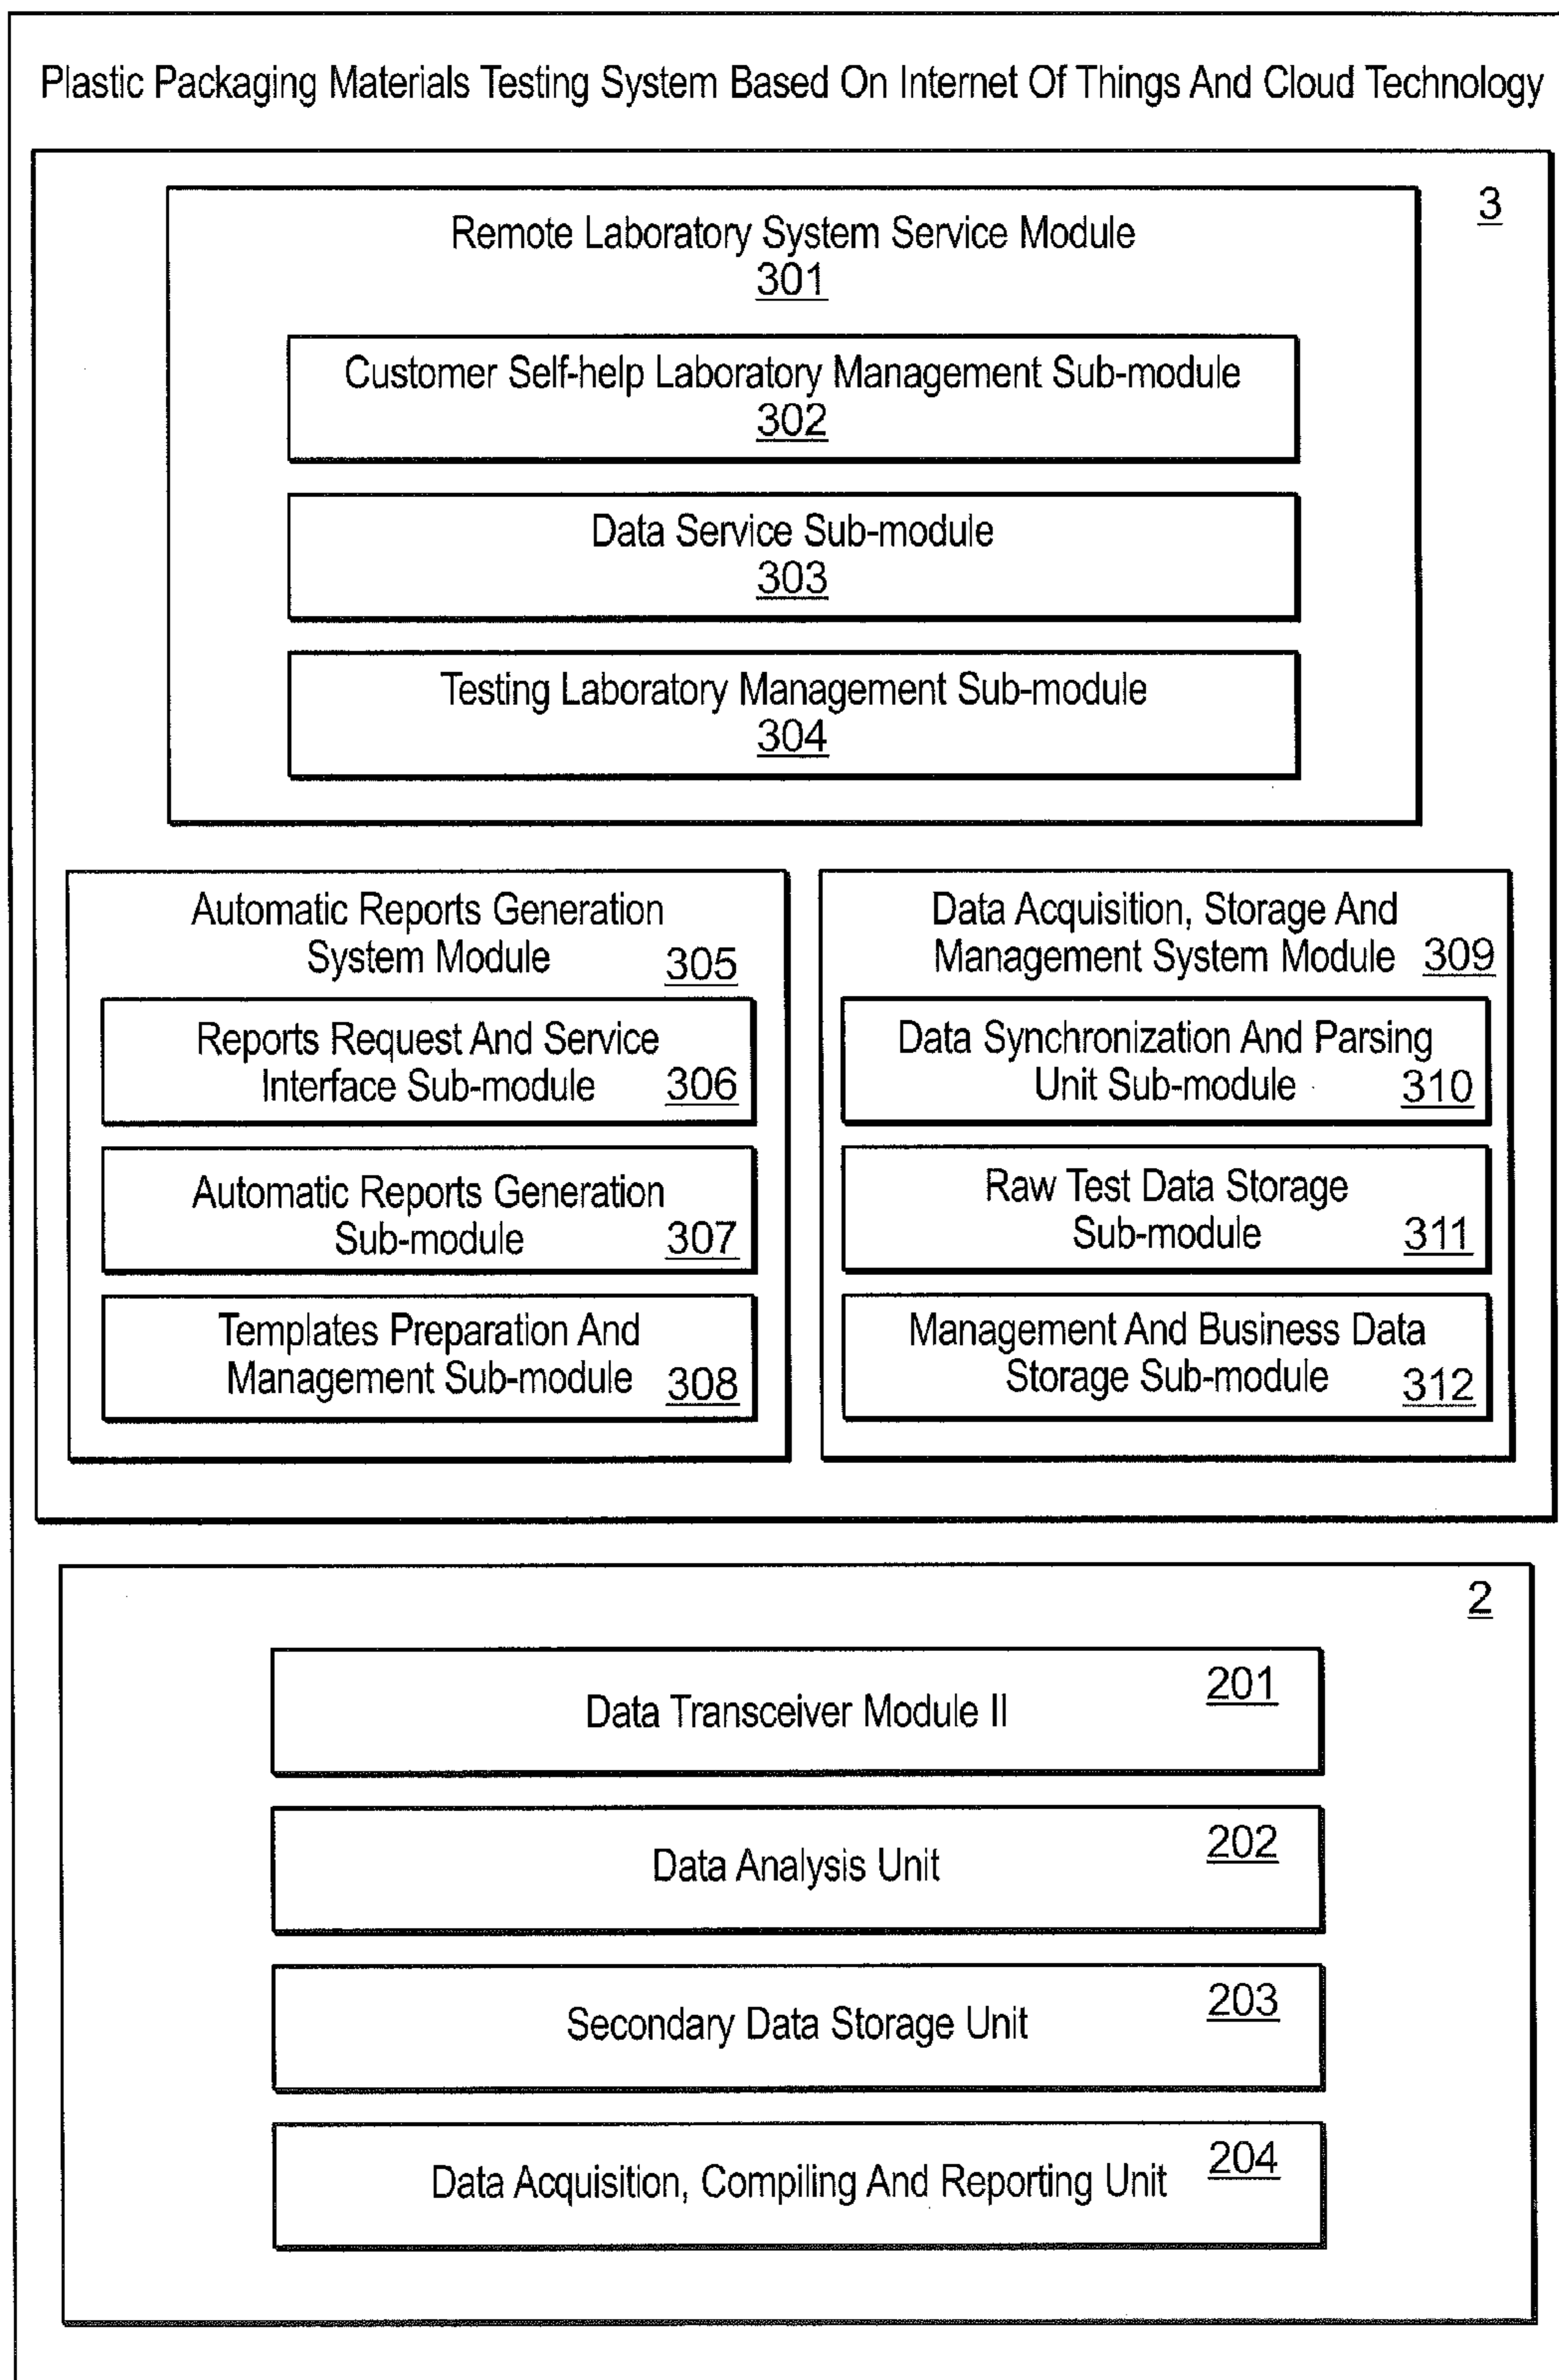 Plastic Packaging Materials Testing System Based On Internet Of Things And Cloud Technology
3
Remote Laboratory System Service Module
301
Customer Self-help Laboratory Management Sub-module
302
Data Service Sub-module
303
Testing Laboratory Management Sub-module
304
Automatic Reports Generation
System Module 305
Reports Request And Service
Interface Sub-module 306
Automatic Reports Generation
Sub-module 307
Templates Preparation And
Management Sub-module 308
Data Acquisition, Storage And
Management System Module 309
Data Synchronization And Parsing
Unit Sub-module 310
Raw Test Data Storage
Sub-module 311
Management And Business Data
Storage Sub-module 312
2
Data Transceiver Module II 201
Data Analysis Unit 202
Secondary Data Storage Unit 203
Data Acquisition, Compiling And Reporting Unit 204